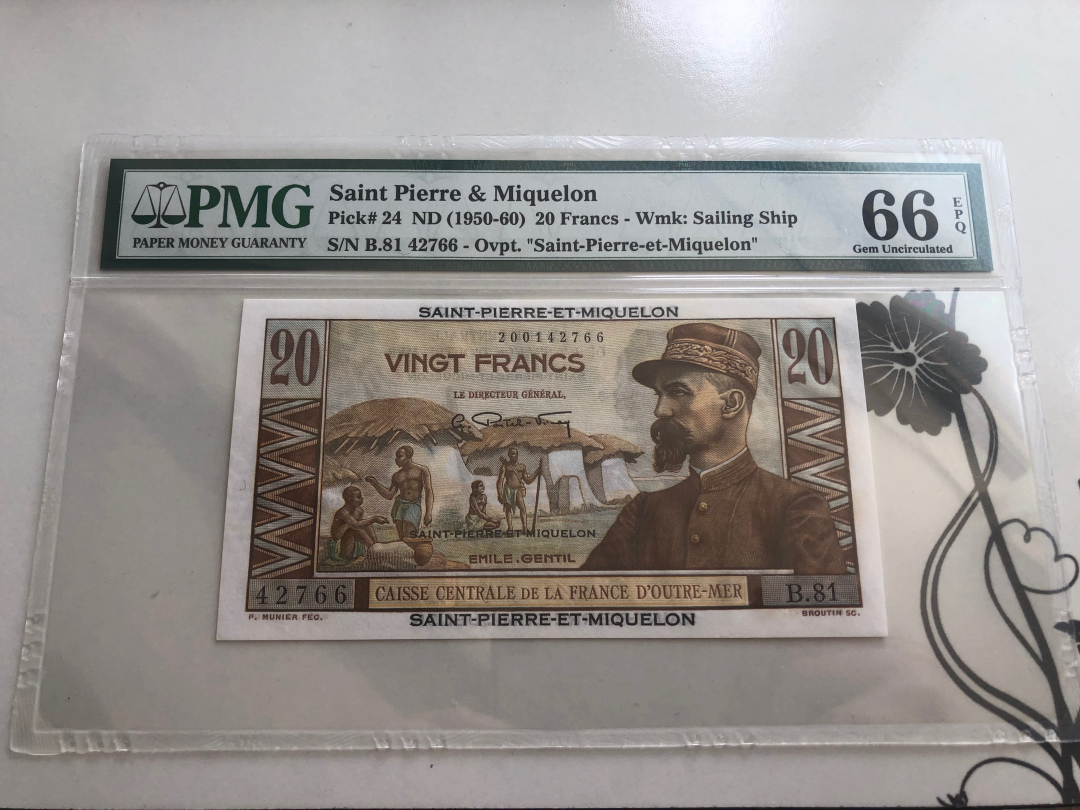 PMG
PAPER MONEY GUARANTY
Saint Pierre & Miquelon
Pick# 24 ND (1950-60) 20 Francs - Wmk: Sailing Ship
S/N B.81 42766 - Ovpt. "Saint-Pierre-et-Miquelon"
66 EPQ
Gem Uncirculated
SAINT-PIERRE-ET-MIQUELON
200142766
20 VINGT FRANCS 20
LE DIRECTEUR GÉNÉRAL,
SAINT-PIERRE-ET-MIQUELON
EMILE.GENTIL
42766 CAISSE CENTRALE DE LA FRANCE D'OUTRE-MER B.81
P. MUNIER FEC. SAINT-PIERRE-ET-MIQUELON BROUTIN SC.